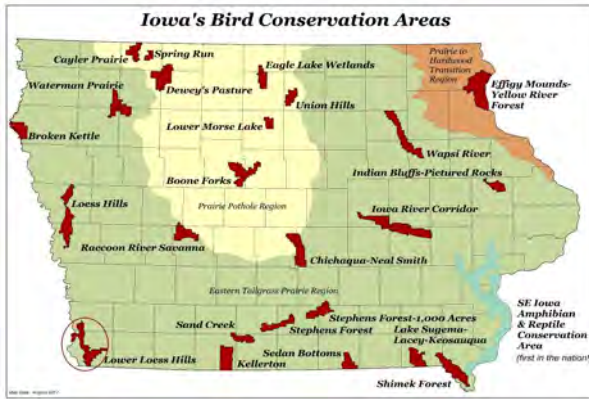 Iowa's Bird Conservation Areas
Cayler Prairie
Spring Run
Prairie to
Hardwood
Transition
Region
Eagle Lake Wetlands
Effigy Mounds-
Yellow River
Forest
Waterman Prairie
Dewey's Pasture
Union Hills
Broken Kettle
Lower Morse Lake
Wapsi River
Indian Bluffs-Pictured Rocks
Boone Forks
Loess Hills
Prairie Pothole Region
Iowa River Corridor
Raccoon River Savanna
Chichaqua-Neal Smith
Eastern Tallgrass Prairie Region
SE Iowa
Amphibian
& Reptile
Conservation
Area
(first in the nation!)
Stephens Forest-1,000 Acres
Sand Creek
Stephens Forest
Lake Sugema-
Lacey-Keosauqua
Lower Loess Hills
Kellerton
Sedan Bottoms
Shimek Forest